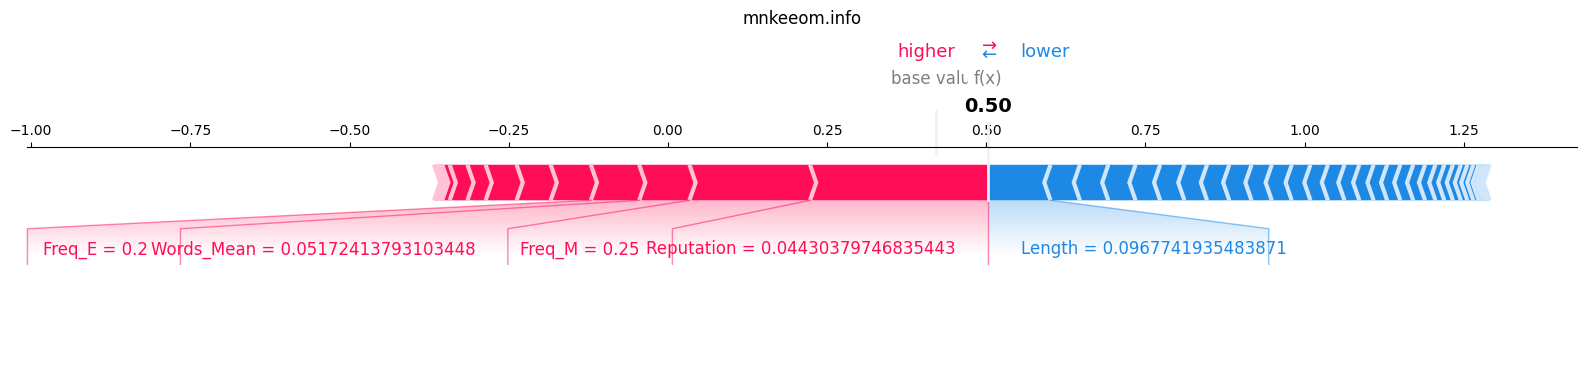 mnkeeom.info
higher ⇄ lower
base valu f(x)
0.50
−1.00 −0.75 −0.50 −0.25 0.00 0.25 0.50 0.75 1.00 1.25
Freq_E = 0.2 Words_Mean = 0.05172413793103448 Freq_M = 0.25 Reputation = 0.04430379746835443 Length = 0.0967741935483871